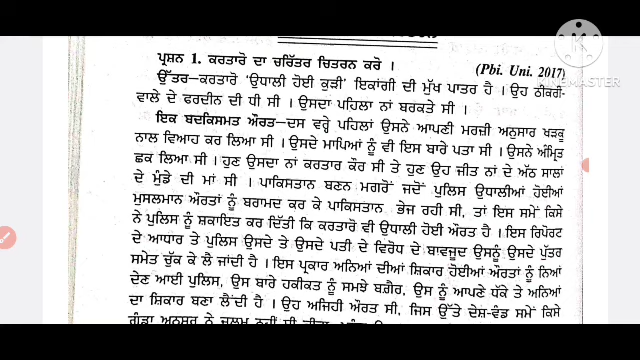 ਪ੍ਰਸ਼ਨ 1. ਕਰਤਾਰੋ ਦਾ ਚਰਿੱਤਰ ਚਿਤਰਨ ਕਰੋ । (Pbi. Uni. 2017)
ਉੱਤਰ-ਕਰਤਾਰੋ 'ਉਧਾਲੀ ਹੋਈ ਕੁੜੀ' ਇਕਾਂਗੀ ਦੀ ਮੁੱਖ ਪਾਤਰ ਹੈ । ਉਹ ਠੀਕਰੀ-
ਵਾਲੇ ਦੇ ਫਰਦੀਨ ਦੀ ਧੀ ਸੀ । ਉਸਦਾ ਪਹਿਲਾ ਨਾਂ ਬਰਕਤੇ ਸੀ ।
ਇਕ ਬਦਕਿਸਮਤ ਔਰਤ-ਦਸ ਵਰ੍ਹੇ ਪਹਿਲਾਂ ਉਸਨੇ ਆਪਣੀ ਮਰਜ਼ੀ ਅਨੁਸਾਰ ਖੜਕੂ
ਨਾਲ ਵਿਆਹ ਕਰ ਲਿਆ ਸੀ । ਉਸਦੇ ਮਾਪਿਆਂ ਨੂੰ ਵੀ ਇਸ ਬਾਰੇ ਪਤਾ ਸੀ । ਉਸਨੇ ਅੰਮ੍ਰਿਤ
ਛਕ ਲਿਆ ਸੀ । ਹੁਣ ਉਸਦਾ ਨਾਂ ਕਰਤਾਰ ਕੌਰ ਸੀ ਤੇ ਹੁਣ ਉਹ ਜੀਤ ਨਾਂ ਦੇ ਅੱਠ ਸਾਲਾਂ
ਦੇ ਮੁੰਡੇ ਦੀ ਮਾਂ ਸੀ । ਪਾਕਿਸਤਾਨ ਬਣਨ ਮਗਰੋਂ ਜਦੋਂ ਪੁਲਿਸ ਉਧਾਲੀਆਂ ਹੋਈਆਂ
ਮੁਸਲਮਾਨ ਔਰਤਾਂ ਨੂੰ ਬਰਾਮਦ ਕਰ ਕੇ ਪਾਕਿਸਤਾਨ ਭੇਜ ਰਹੀ ਸੀ, ਤਾਂ ਇਸ ਸਮੇਂ ਕਿਸੇ
ਨੇ ਪੁਲਿਸ ਨੂੰ ਸ਼ਕਾਇਤ ਕਰ ਦਿੱਤੀ ਕਿ ਕਰਤਾਰੋ ਵੀ ਉਧਾਲੀ ਹੋਈ ਔਰਤ ਹੈ । ਇਸ ਰਿਪੋਰਟ
ਦੇ ਆਧਾਰ ਤੇ ਪੁਲਿਸ ਉਸਦੇ ਤੇ ਉਸਦੇ ਪਤੀ ਦੇ ਵਿਰੋਧ ਦੇ ਬਾਵਜੂਦ ਉਸਨੂੰ ਉਸਦੇ ਪੁੱਤਰ
ਸਮੇਤ ਚੁੱਕ ਕੇ ਲੈ ਜਾਂਦੀ ਹੈ । ਇਸ ਪ੍ਰਕਾਰ ਅਨਿਆਂ ਦੀਆਂ ਸ਼ਿਕਾਰ ਹੋਈਆਂ ਔਰਤਾਂ ਨੂੰ ਨਿਆਂ
ਦੇਣ ਆਈ ਪੁਲਿਸ, ਉਸ ਬਾਰੇ ਹਕੀਕਤ ਨੂੰ ਸਮਝੇ ਬਗ਼ੈਰ, ਉਸ ਨੂੰ ਆਪਣੇ ਧੱਕੇ ਤੇ ਅਨਿਆਂ
ਦਾ ਸ਼ਿਕਾਰ ਬਣਾ ਲੈਂਦੀ ਹੈ । ਉਹ ਅਜਿਹੀ ਔਰਤ ਸੀ, ਜਿਸ ਉੱਤੇ ਦੇਸ਼-ਵੰਡ ਸਮੇਂ ਕਿਸੇ
KINEMASTER